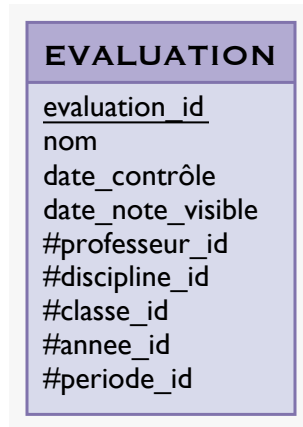 EVALUATION
evaluation_id
nom
date_contrôle
date_note_visible
#professeur_id
#discipline_id
#classe_id
#annee_id
#periode_id